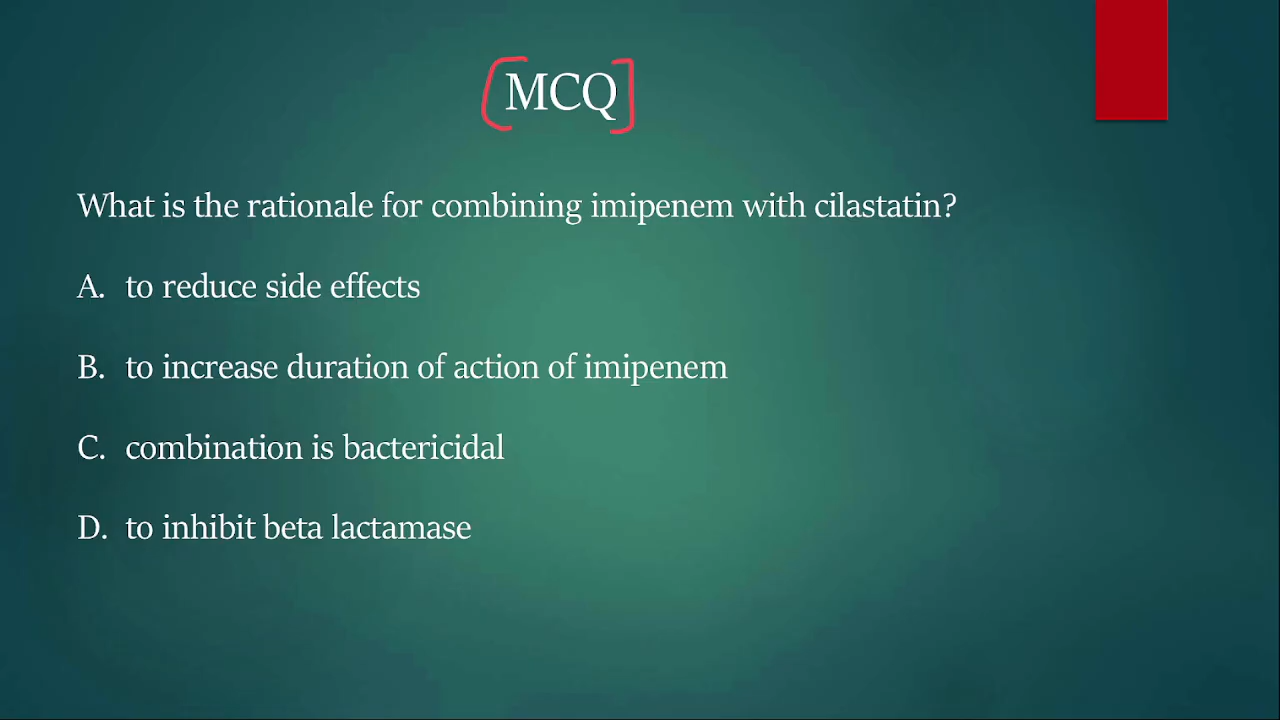 MCQ
What is the rationale for combining imipenem with cilastatin?
A. to reduce side effects
B. to increase duration of action of imipenem
C. combination is bactericidal
D. to inhibit beta lactamase